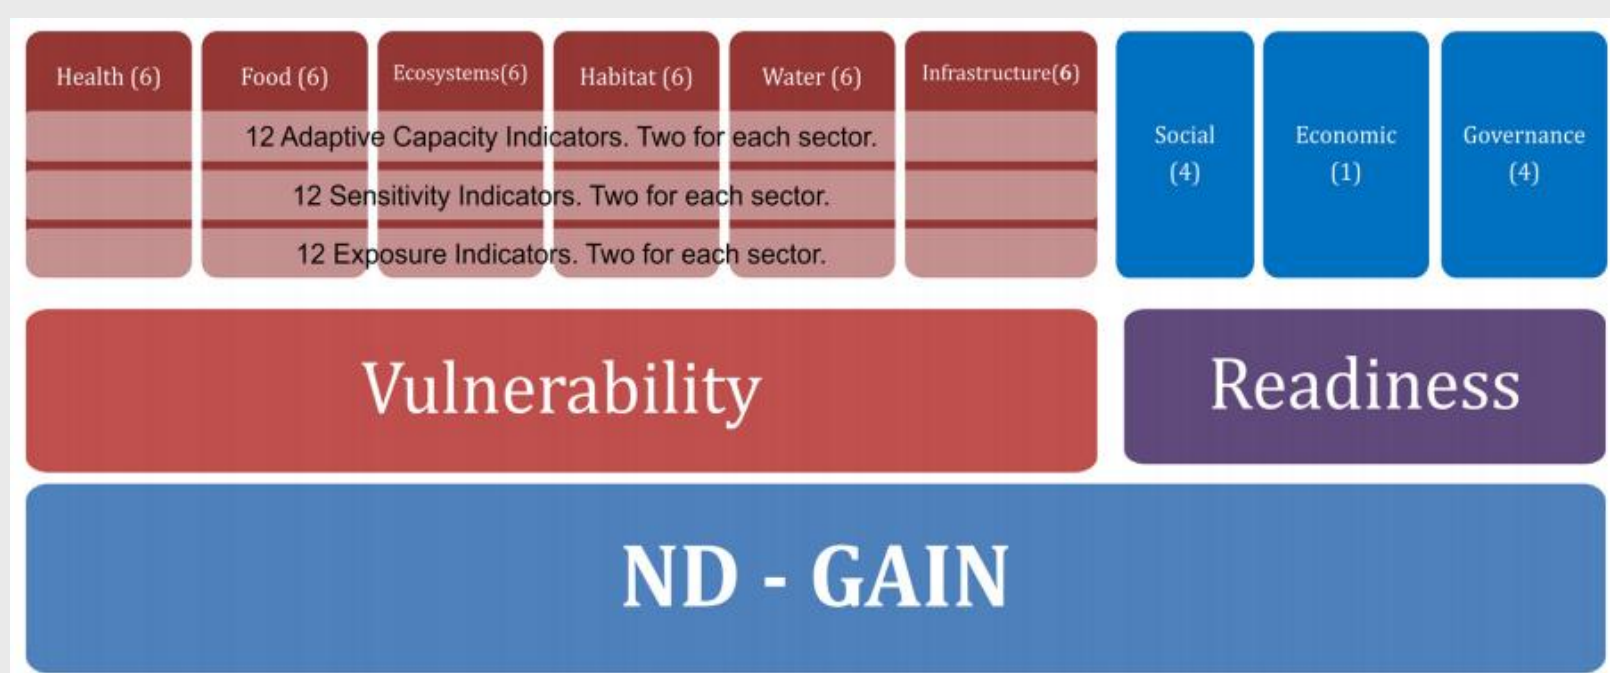 Health (6)
Food (6)
Ecosystems(6)
Habitat (6)
Water (6)
Infrastructure(6)
12 Adaptive Capacity Indicators. Two for each sector.
12 Sensitivity Indicators. Two for each sector.
12 Exposure Indicators. Two for each sector.
Social
(4)
Economic
(1)
Governance
(4)
Vulnerability
Readiness
ND - GAIN